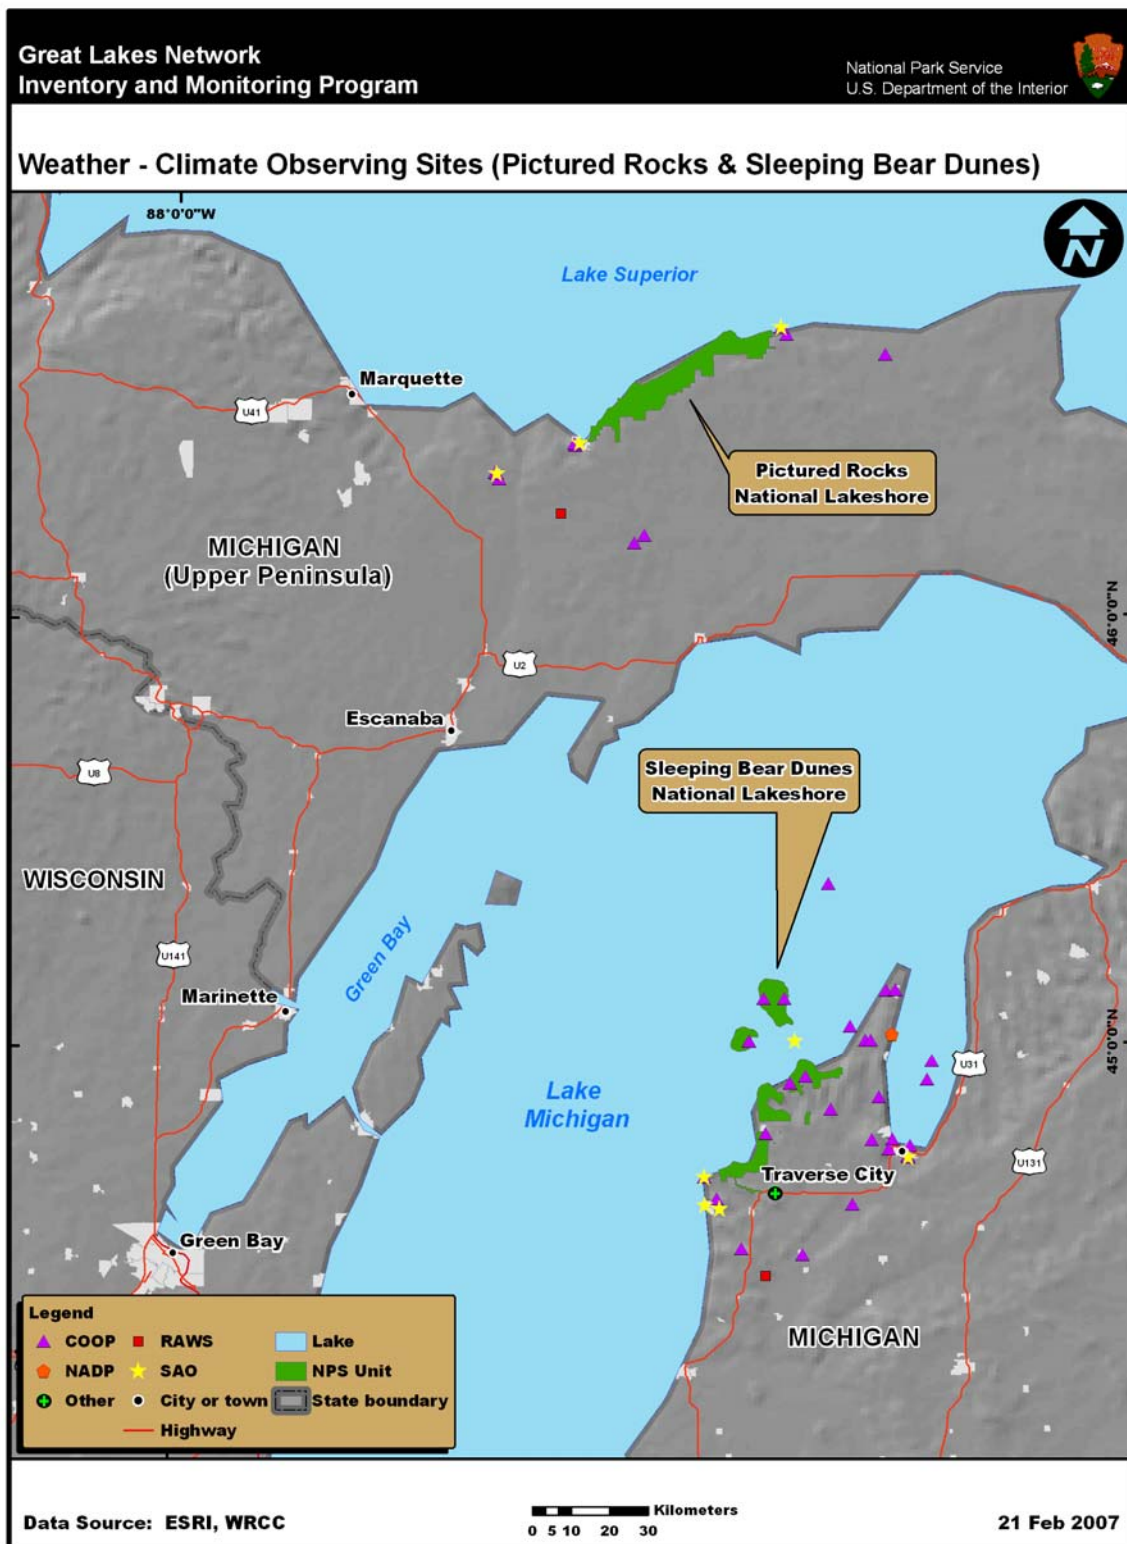 Great Lakes Network
Inventory and Monitoring Program
National Park Service
U.S. Department of the Interior
Weather - Climate Observing Sites (Pictured Rocks & Sleeping Bear Dunes)
88°0'0"W
N
Lake Superior
Marquette
U41
Pictured Rocks
National Lakeshore
MICHIGAN
(Upper Peninsula)
46°0'0"N
U2
Escanaba
Sleeping Bear Dunes
National Lakeshore
U8
WISCONSIN
Green Bay
U141
Marinette
45°0'0"N
U31
Lake
Michigan
U131
Traverse City
Green Bay
MICHIGAN
Legend
COOP
RAWS
Lake
NADP
SAO
NPS Unit
Other
City or town
State boundary
Highway
Data Source: ESRI, WRCC
Kilometers
0 5 10 20 30
21 Feb 2007